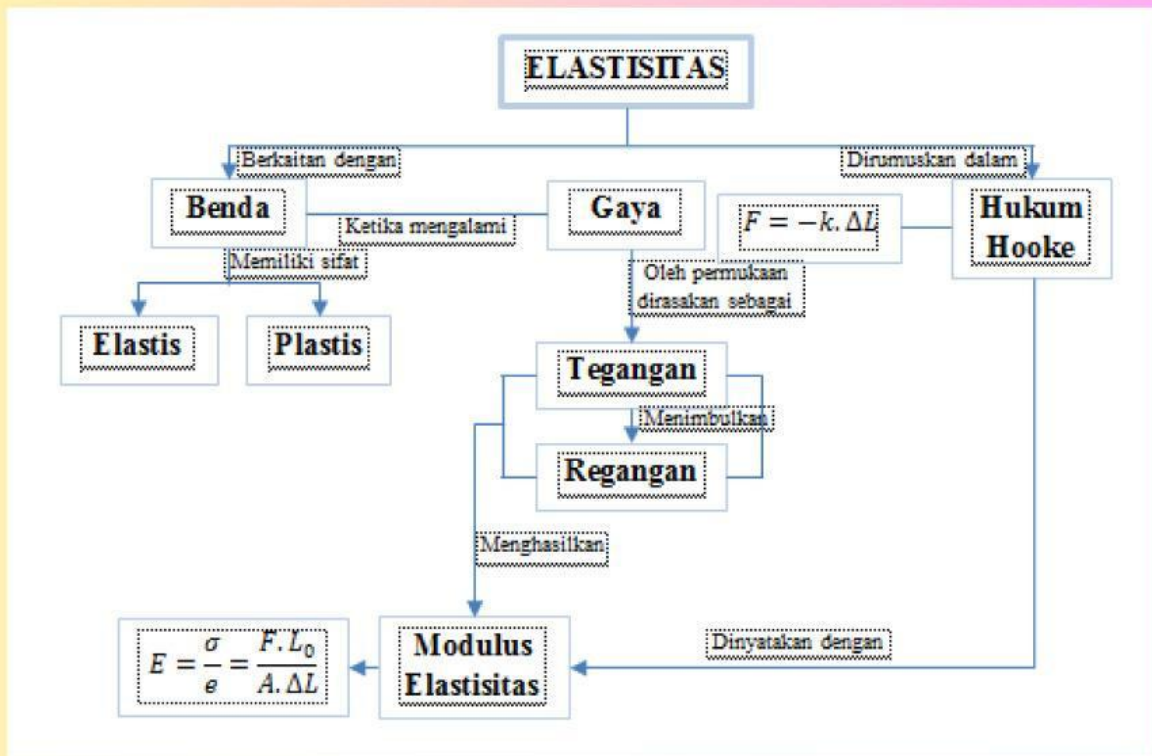 ELASTISITAS
Berkaitan dengan
Dirumuskan dalam
Benda
Ketika mengalami
Gaya
F = −k. ΔL
Hukum
Hooke
Memiliki sifat
Oleh permukaan
dirasakan sebagai
Elastis
Plastis
Tegangan
Menimbulkan
Regangan
Menghasilkan
Dinyatakan dengan
Modulus
Elastisitas
E = σ/e = F. L₀/A. ΔL